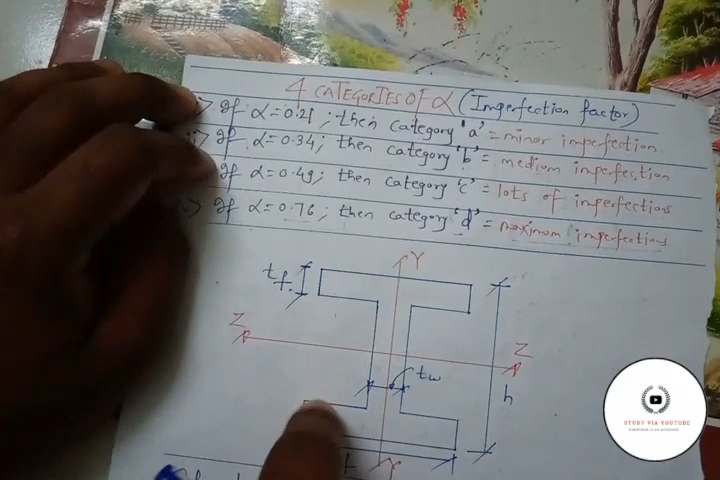 4 CATEGORIES OF α (Imperfection factor)
i> If α = 0.21 ; then category 'a' = minor imperfection
ii> If α = 0.34; then category 'b' = medium imperfection
If α = 0.49; then category 'c' = lots of imperfections
If α = 0.76; then category 'd' = maximum imperfections
Y
tf
Z
Z
tw
h
Y
STUDY VIA YOUTUBE